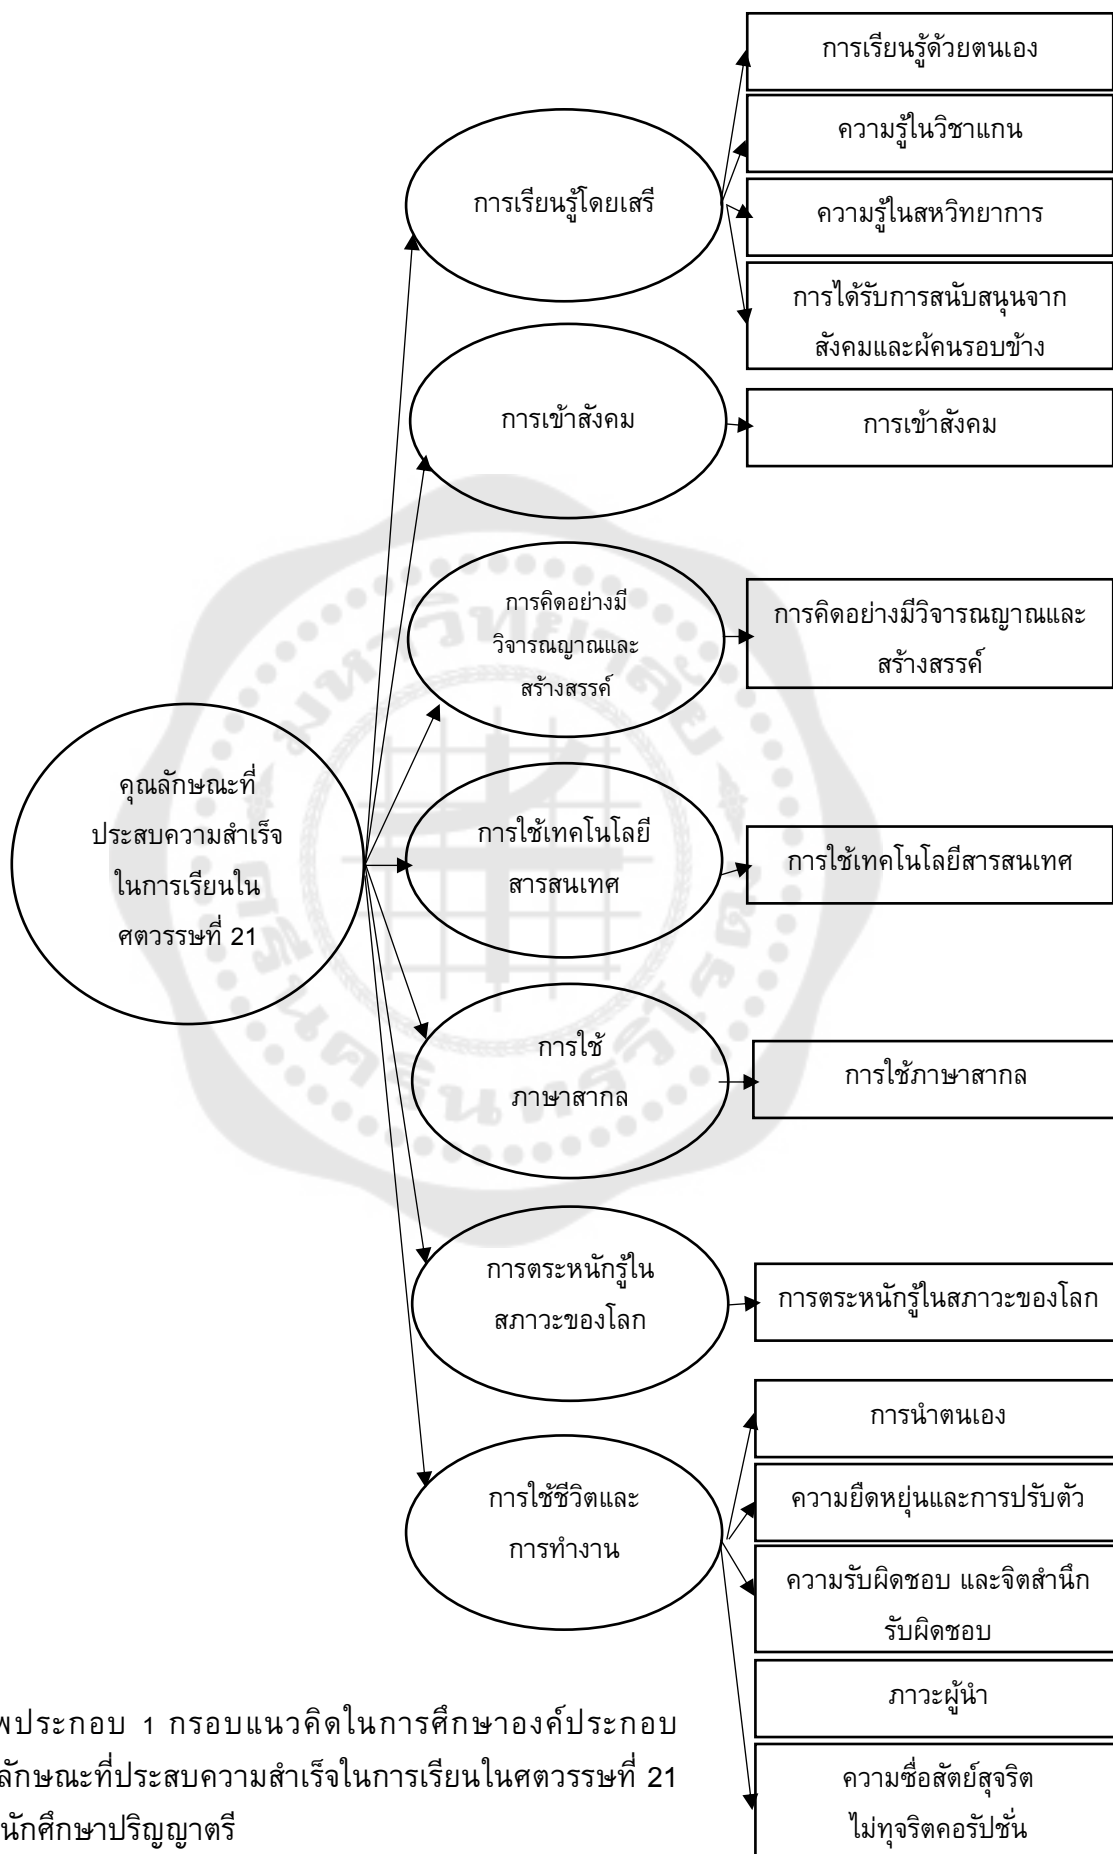 การเรียนรู้ด้วยตนเอง
ความรู้ในวิชาแกน
การเรียนรู้โดยเสรี
ความรู้ในสหวิทยาการ
การได้รับการสนับสนุนจาก
สังคมและผ้คนรอบข้าง
การเข้าสังคม
การเข้าสังคม
การคิดอย่างมี
วิจารณญาณและ
สร้างสรรค์
การคิดอย่างมีวิจารณญาณและ
สร้างสรรค์
คุณลักษณะที่
ประสบความสำเร็จ
ในการเรียนใน
ศตวรรษที่ 21
การใช้เทคโนโลยี
สารสนเทศ
การใช้เทคโนโลยีสารสนเทศ
การใช้
ภาษาสากล
การใช้ภาษาสากล
การตระหนักรู้ใน
สภาวะของโลก
การตระหนักรู้ในสภาวะของโลก
การใช้ชีวิตและ
การทำงาน
การนำตนเอง
ความยืดหยุ่นและการปรับตัว
ความรับผิดชอบ และจิตสำนึก
รับผิดชอบ
ภาวะผู้นำ
ความซื่อสัตย์สุจริต
ไม่ทุจริตคอรัปชั่น
พประกอบ 1 กรอบแนวคิดในการศึกษาองค์ประกอบ
ลักษณะที่ประสบความสำเร็จในการเรียนในศตวรรษที่ 21
นักศึกษาปริญญาตรี
มหาวิทยาลัย
ศรีนครินทรวิโรฒ